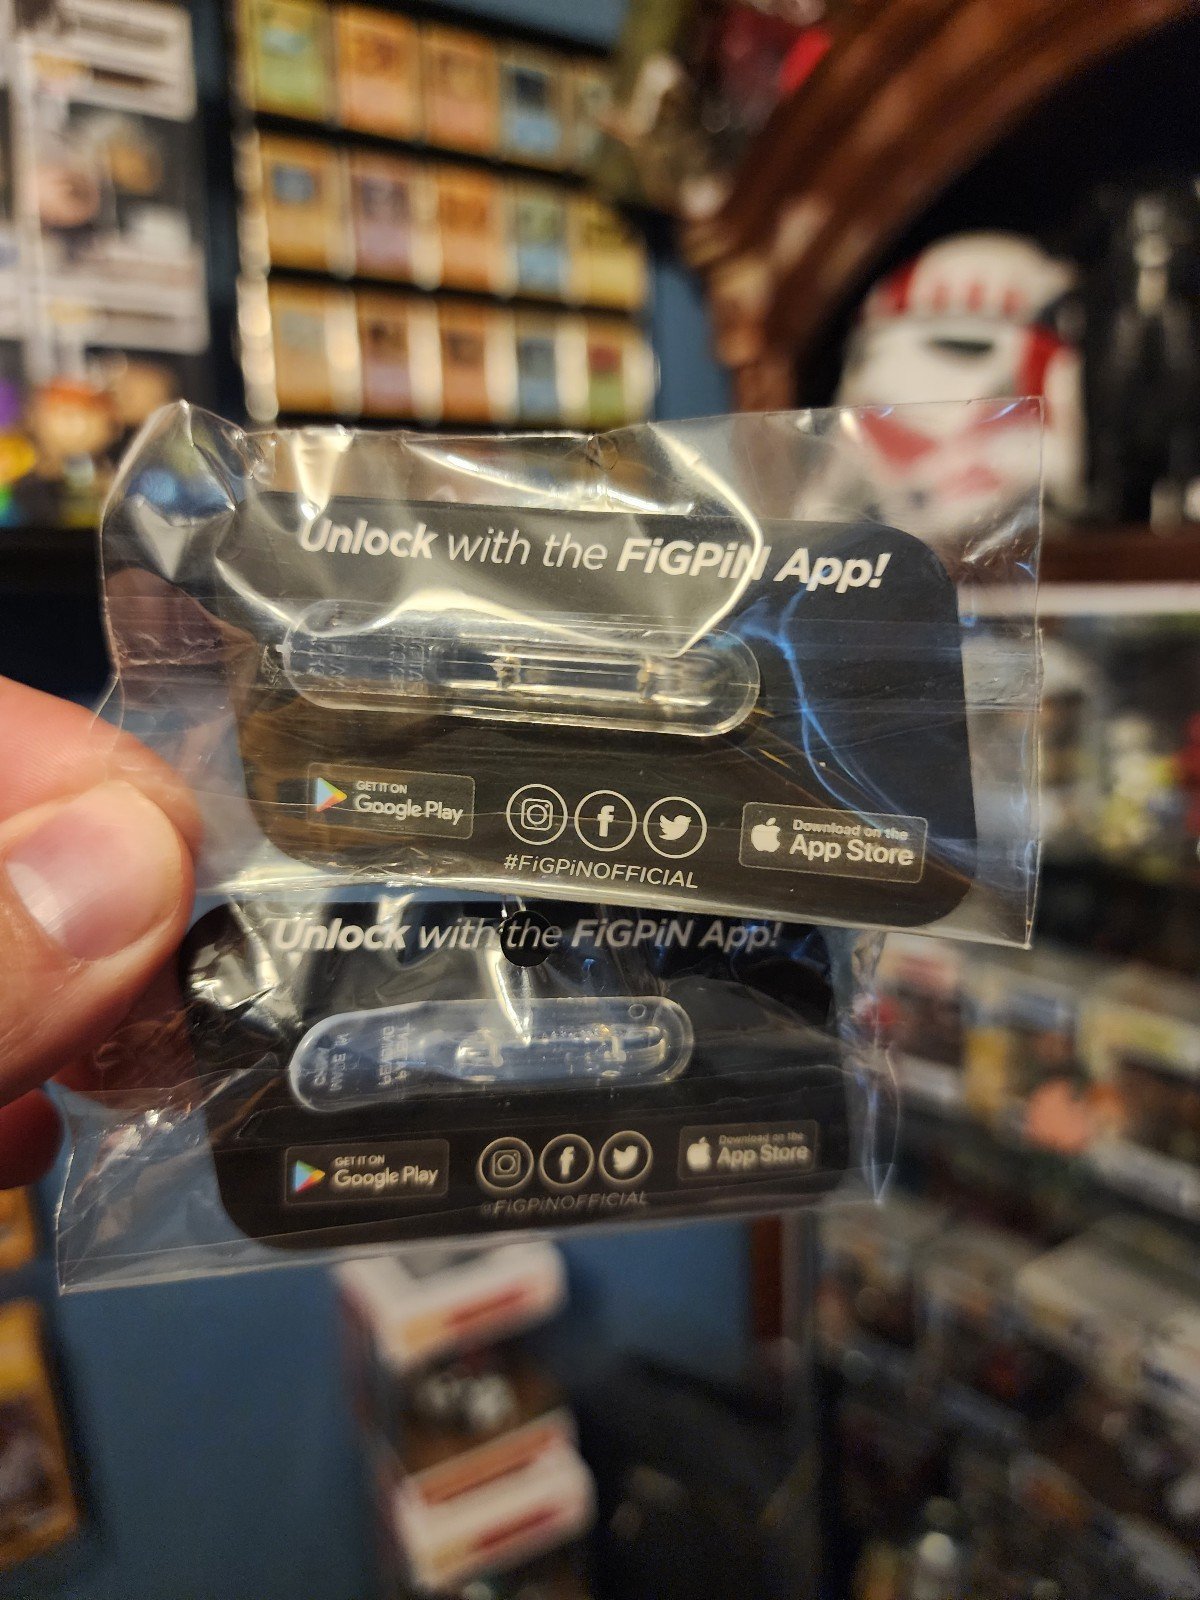 Unlock with the FiGPiN App!
GET IT ON
Google Play
#FiGPiNOFFICIAL
Download on the
App Store
Unlock with the FiGPiN App!
GET IT ON
Google Play
@FiGPiNOFFICIAL
Download on the
App Store